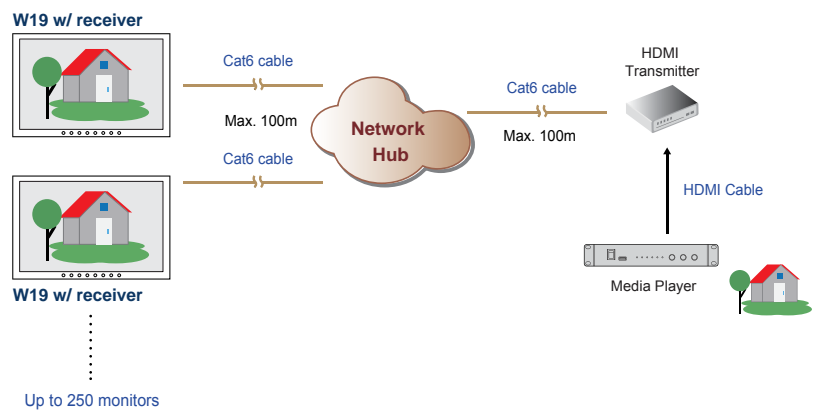 W19 w/ receiver
Cat6 cable
Max. 100m
Cat6 cable
Network
Hub
Cat6 cable
Max. 100m
HDMI
Transmitter
HDMI Cable
Media Player
W19 w/ receiver
Up to 250 monitors